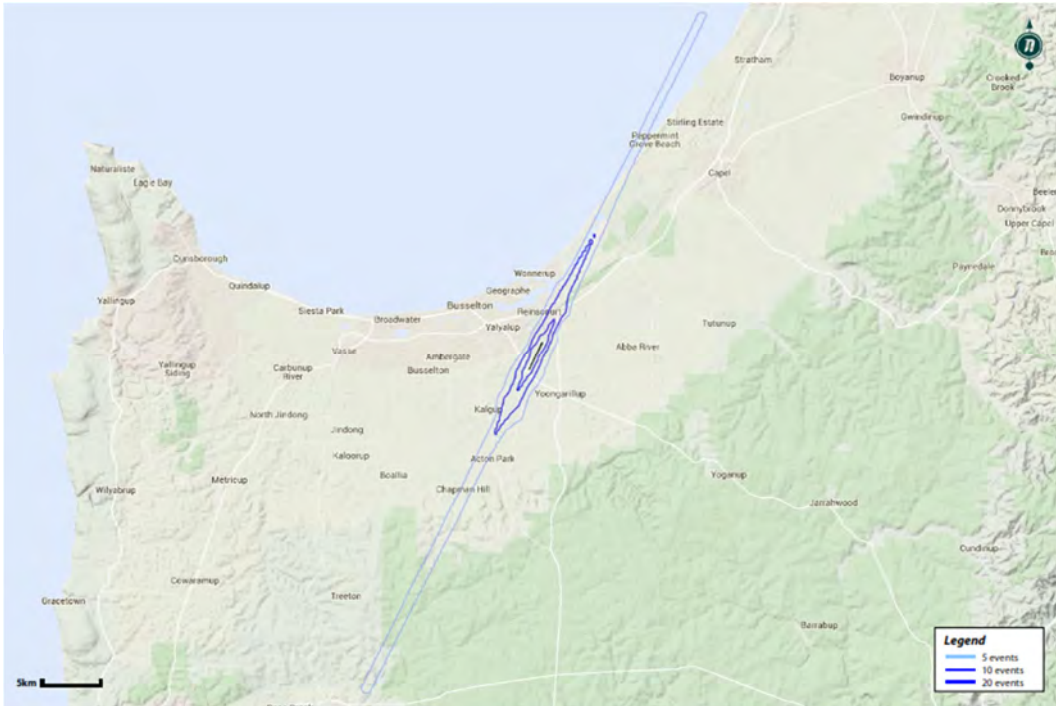 n
Stratham
Boyanup
Crooked
Brook
Gwindinup
Stirling Estate
Peppermint
Grove Beach
Capel
Naturaliste
Eagle Bay
Donnybrook
Upper Capel
Dunsborough
Paynedale
Yallingup
Quindalup
Wonnerup
Geographe
Busselton
Siesta Park
Broadwater
Reinscourt
Yalyalup
Tutunup
Vasse
Abba River
Ambergate
Yallingup
Siding
Carbunup
River
Busselton
Yoongarillup
Kalgup
North Jindong
Jindong
Kaloorup
Acton Park
Boallia
Metricup
Yoganup
Wilyabrup
Chapman Hill
Jarrahwood
Cundinup
Cowaramup
Treeton
Gracetown
Barrabup
Legend
5 events
10 events
20 events
5km